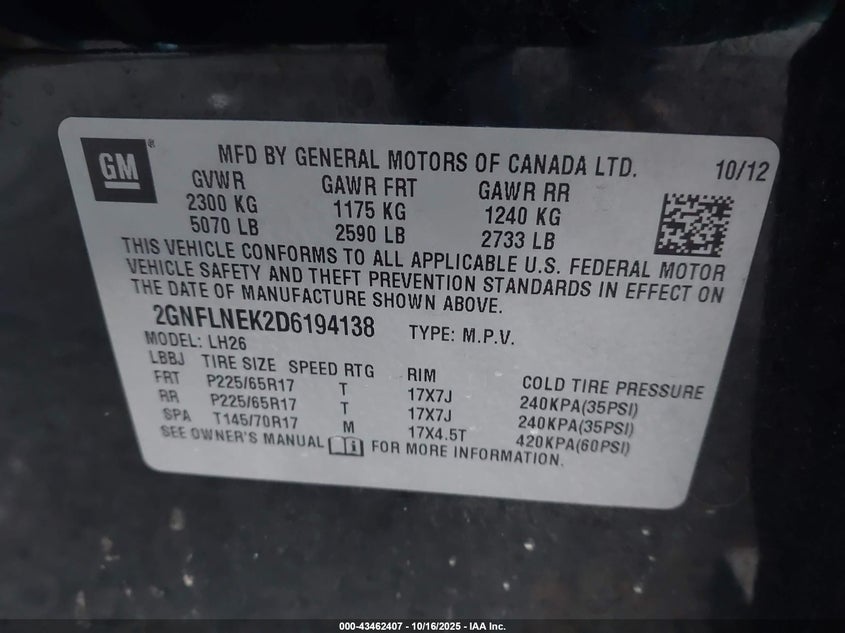 GM®
MFD BY GENERAL MOTORS OF CANADA LTD. 10/12
GVWR GAWR FRT GAWR RR
2300 KG 1175 KG 1240 KG
5070 LB 2590 LB 2733 LB
THIS VEHICLE CONFORMS TO ALL APPLICABLE U.S. FEDERAL MOTOR
VEHICLE SAFETY AND THEFT PREVENTION STANDARDS IN EFFECT ON
THE DATE OF MANUFACTURE SHOWN ABOVE.
2GNFLNEK2D6194138 TYPE: M.P.V.
MODEL: LH26
LBBJ TIRE SIZE SPEED RTG RIM COLD TIRE PRESSURE
FRT P225/65R17 T 17X7J 240KPA(35PSI)
RR P225/65R17 T 17X7J 240KPA(35PSI)
SPA T145/70R17 M 17X4.5T 420KPA(60PSI)
SEE OWNER'S MANUAL FOR MORE INFORMATION.
000-43462407 - 10/16/2025 - IAA Inc.